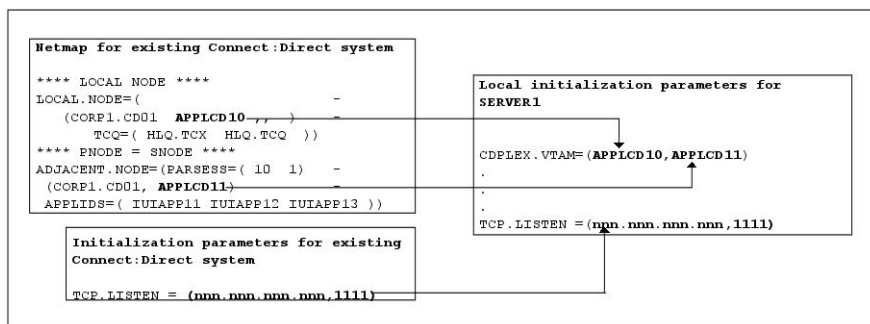 Netmap for existing Connect:Direct system
**** LOCAL NODE ****
LOCAL.NODE=( -
(CORP1.CD01 APPLCD10 ,, ) -
TCQ=( HLQ.TCX HLQ.TCQ ))
**** PNODE = SNODE ****
ADJACENT.NODE=(PARSESS=( 10 1) -
(CORP1.CD01, APPLCD11) -
APPLIDS=( IUIAPP11 IUIAPP12 IUIAPP13 ))
Initialization parameters for existing
Connect:Direct system
TCP.LISTEN = (nnn.nnn.nnn.nnn,1111)
Local initialization parameters for
SERVER1
CDPLEX.VTAM=(APPLCD10,APPLCD11)
.
.
.
TCP.LISTEN =(nnn.nnn.nnn.nnn,1111)